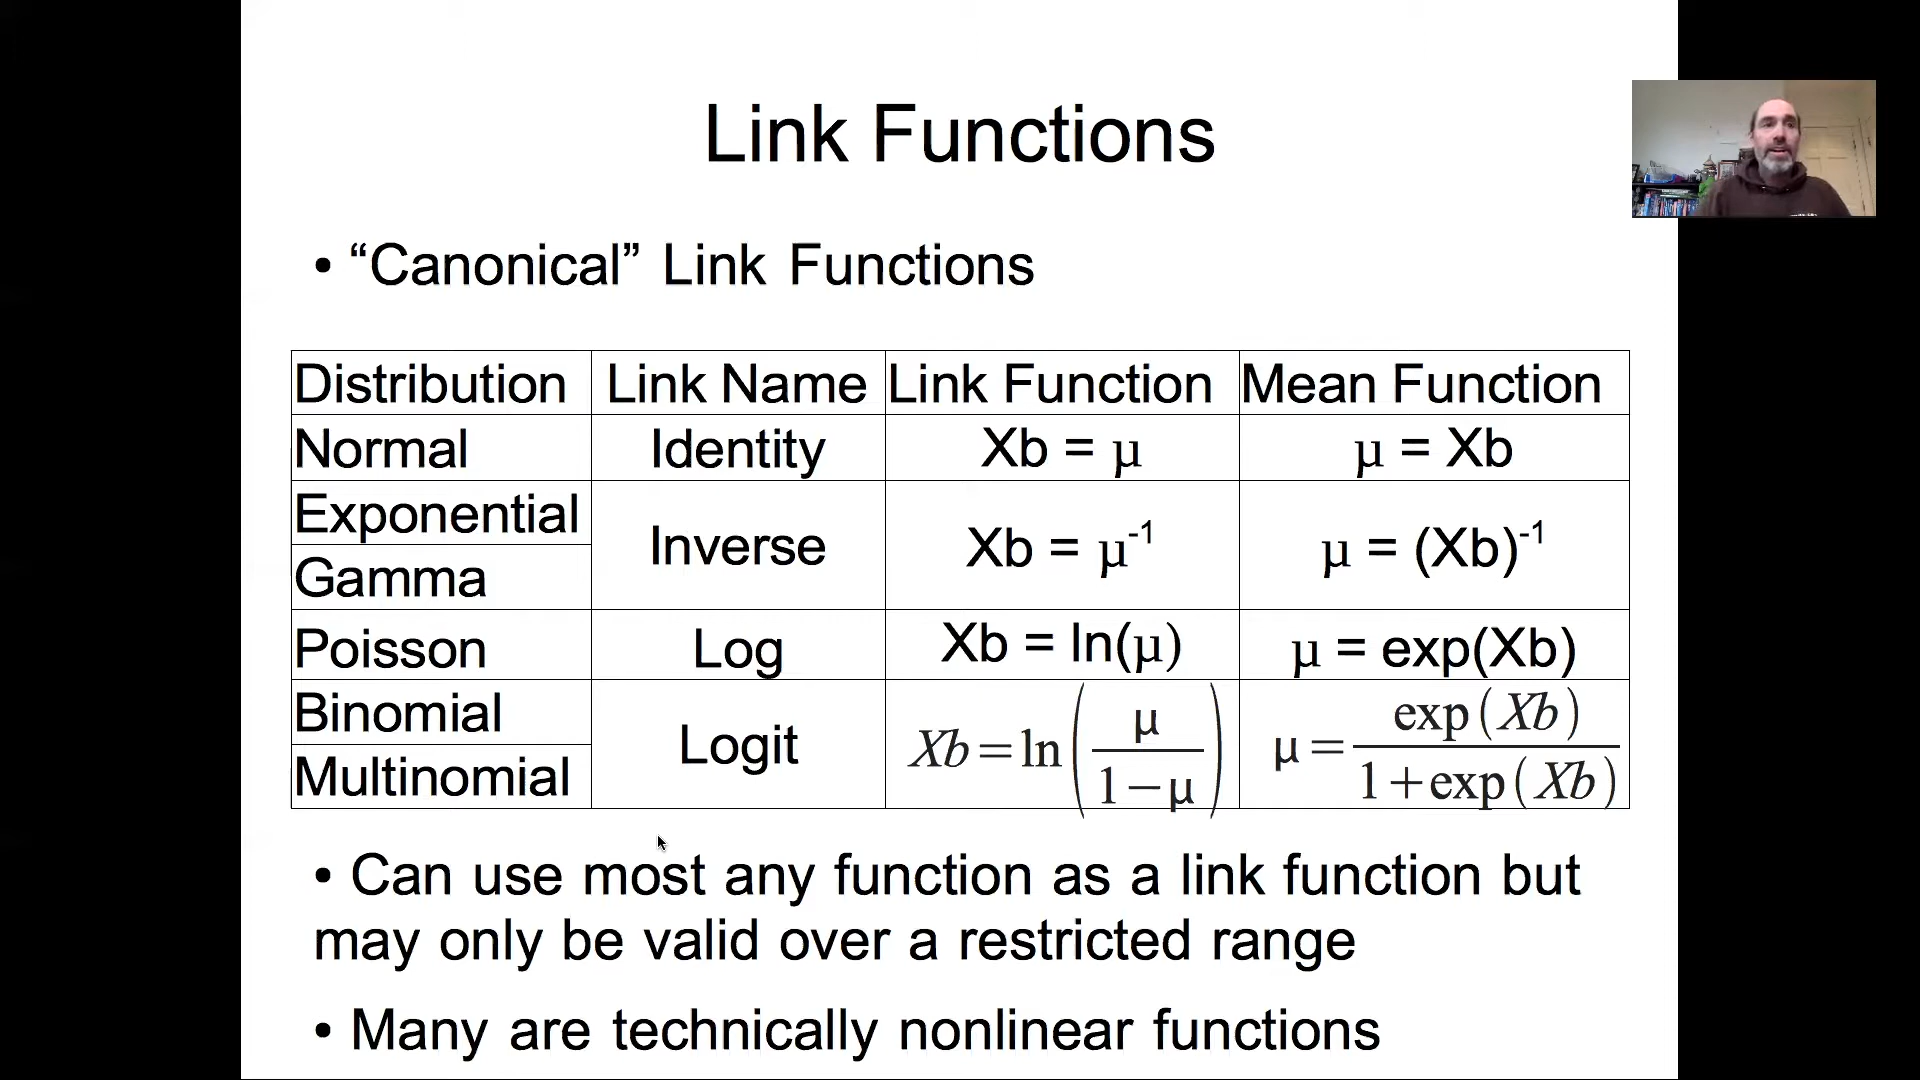 Link Functions
• “Canonical” Link Functions
Distribution Link Name Link Function Mean Function
Normal Identity Xb = µ µ = Xb
Exponential
Gamma
Inverse Xb = µ⁻¹ µ = (Xb)⁻¹
Poisson Log Xb = ln(µ) µ = exp(Xb)
Binomial
Multinomial
Logit Xb=ln(µ/(1−µ)) µ=exp(Xb)/(1+exp(Xb))
• Can use most any function as a link function but
may only be valid over a restricted range
• Many are technically nonlinear functions